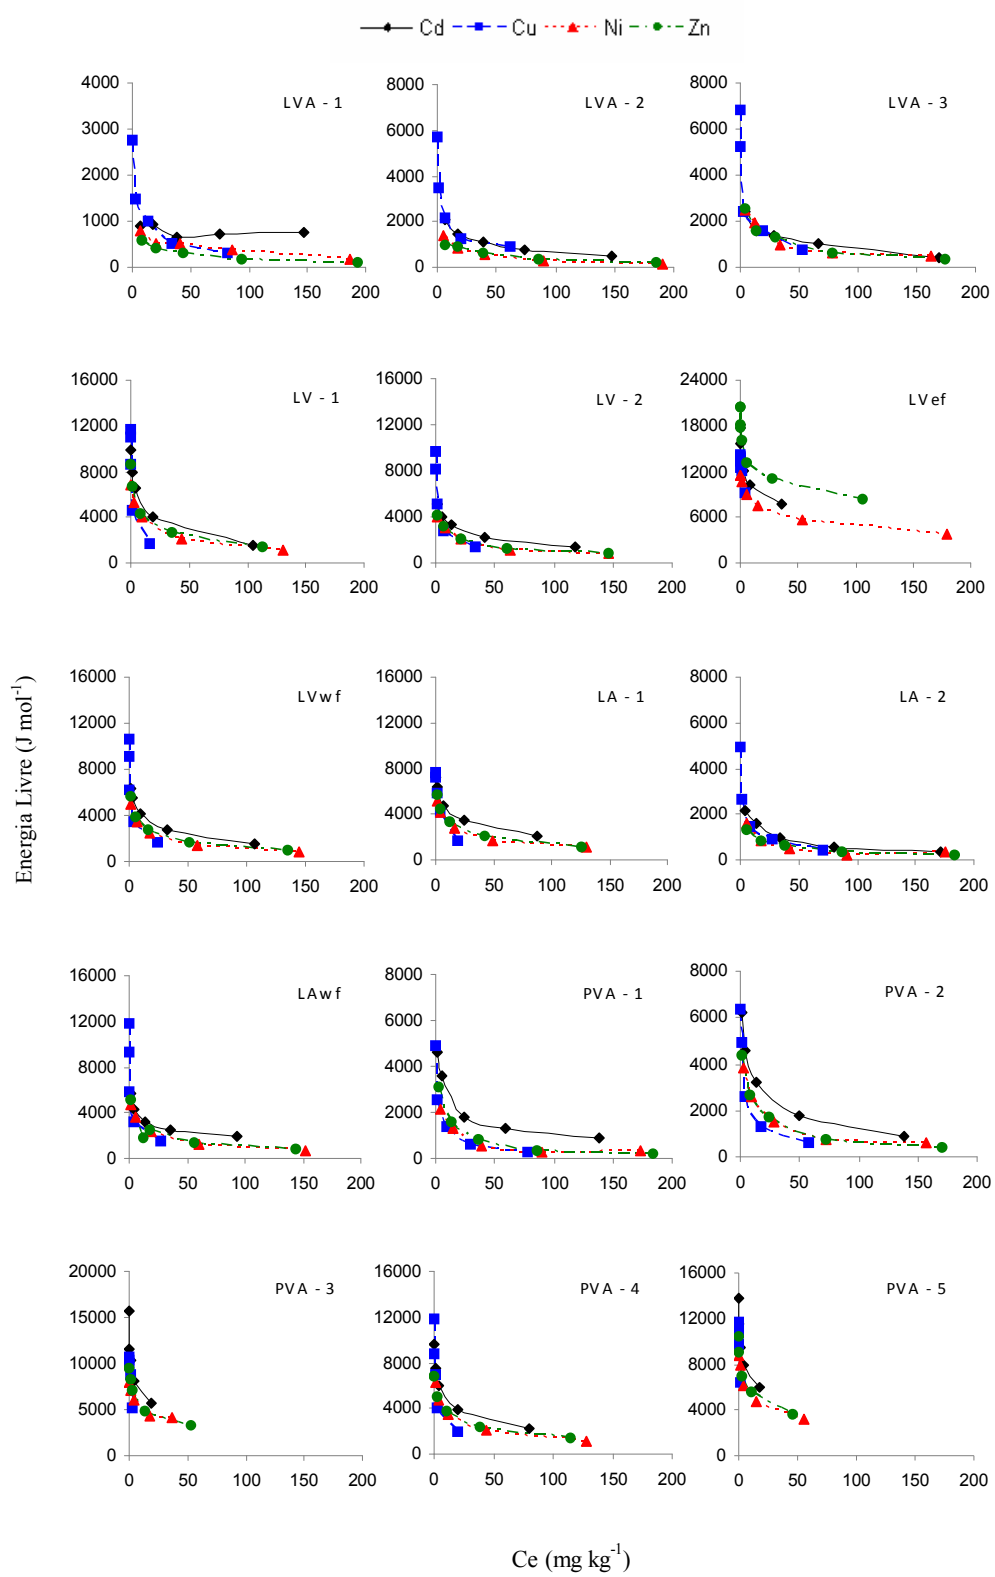 Cd Cu Ni Zn
LVA - 1 LVA - 2 LVA - 3
4000 8000 8000
3000 6000 6000
2000 4000 4000
1000 2000 2000
0 0 0
0 50 100 150 200 0 50 100 150 200 0 50 100 150 200
LV - 1 LV - 2 LVef
16000 16000 24000
12000 12000 18000
8000 8000 12000
4000 4000 6000
0 0 0
0 50 100 150 200 0 50 100 150 200 0 50 100 150 200
LVwf LA - 1 LA - 2
16000 16000 8000
12000 12000 6000
8000 8000 4000
4000 4000 2000
0 0 0
0 50 100 150 200 0 50 100 150 200 0 50 100 150 200
Energia Livre (J mol-1)
LAwf PVA - 1 PVA - 2
16000 8000 8000
12000 6000 6000
8000 4000 4000
4000 2000 2000
0 0 0
0 50 100 150 200 0 50 100 150 200 0 50 100 150 200
PVA - 3 PVA - 4 PVA - 5
20000 16000 16000
15000 12000 12000
10000 8000 8000
5000 4000 4000
0 0 0
0 50 100 150 200 0 50 100 150 200 0 50 100 150 200
Ce (mg kg-1)